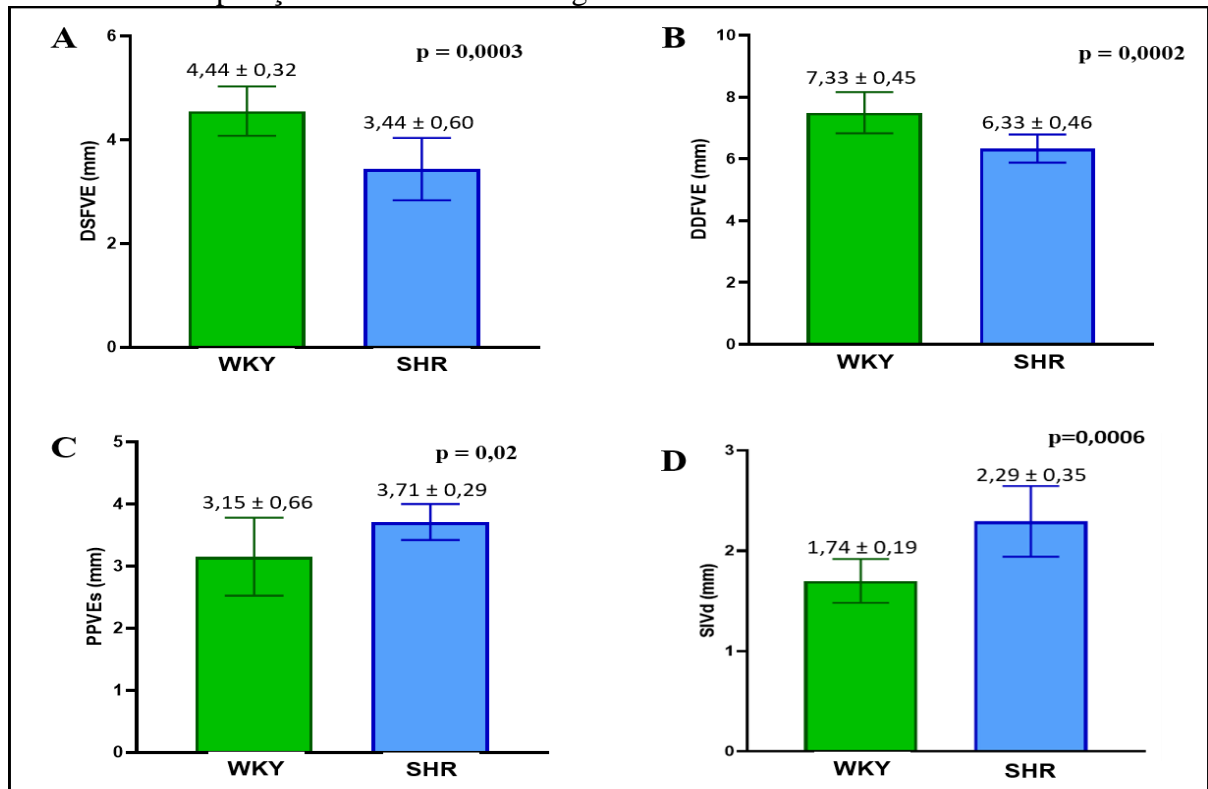 A
DSFVE (mm)
6
4
2
0
4,44 ± 0,32
3,44 ± 0,60
p = 0,0003
WKY
SHR
B
DDFVE (mm)
10
8
6
4
2
0
7,33 ± 0,45
6,33 ± 0,46
p = 0,0002
WKY
SHR
C
PPVEs (mm)
5
4
3
2
1
0
3,15 ± 0,66
3,71 ± 0,29
p = 0,02
WKY
SHR
D
SIVd (mm)
3
2
1
0
1,74 ± 0,19
2,29 ± 0,35
p=0,0006
WKY
SHR